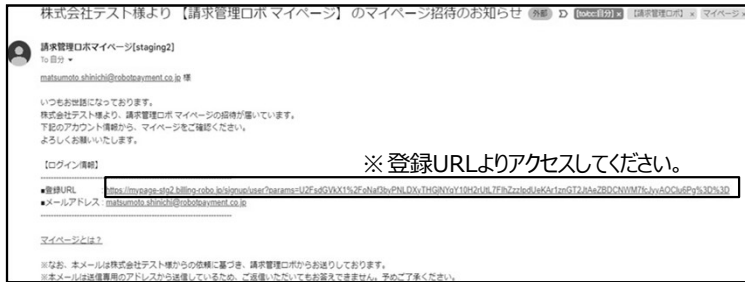 株式会社テスト様より 【請求管理ロボ マイページ】 のマイページ招待のお知らせ 外部
請求管理ロボマイページ[staging2]
To 自分
matsumoto.shinichi@robotpayment.co.jp 様
いつもお世話になっております。
株式会社テスト様より、請求管理ロボ マイページの招待が届いています。
下記のアカウント情報から、マイページをご確認ください。
よろしくお願いいたします。
【ログイン情報】
※ 登録URLよりアクセスしてください。
■登録URL
■メールアドレス : matsumoto.shinichi@robotpayment.co.jp
マイページとは？
※なお、本メールは株式会社テスト様からの依頼に基づき、請求管理ロボからお送りしております。
※本メールは送信専用のアドレスから送信しているため、ご返信いただいてもお答えできません。予めご了承ください。